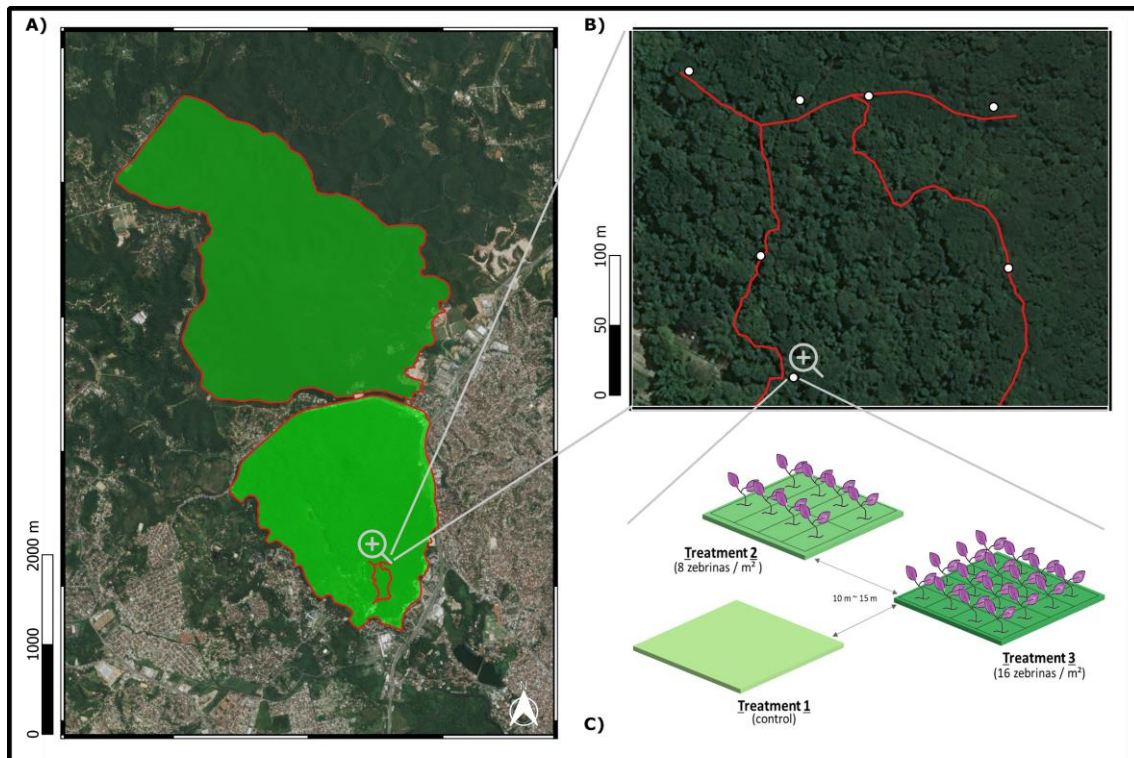 A)
B)
2000 m
1000
0
100 m
50
0
Treatment 2
(8 zebrinas / m²)
10 m ~ 15 m
Treatment 3
(16 zebrinas / m²)
Treatment 1
(control)
C)